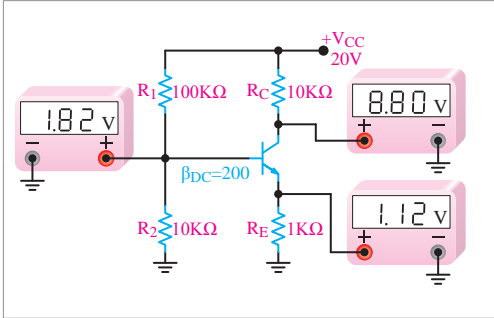 +VCC
20V
R1 100KΩ
RC 10KΩ
1.82 V
8.80 V
− +
+ −
βDC=200
R2 10KΩ
RE 1KΩ
1.12 V
+ −